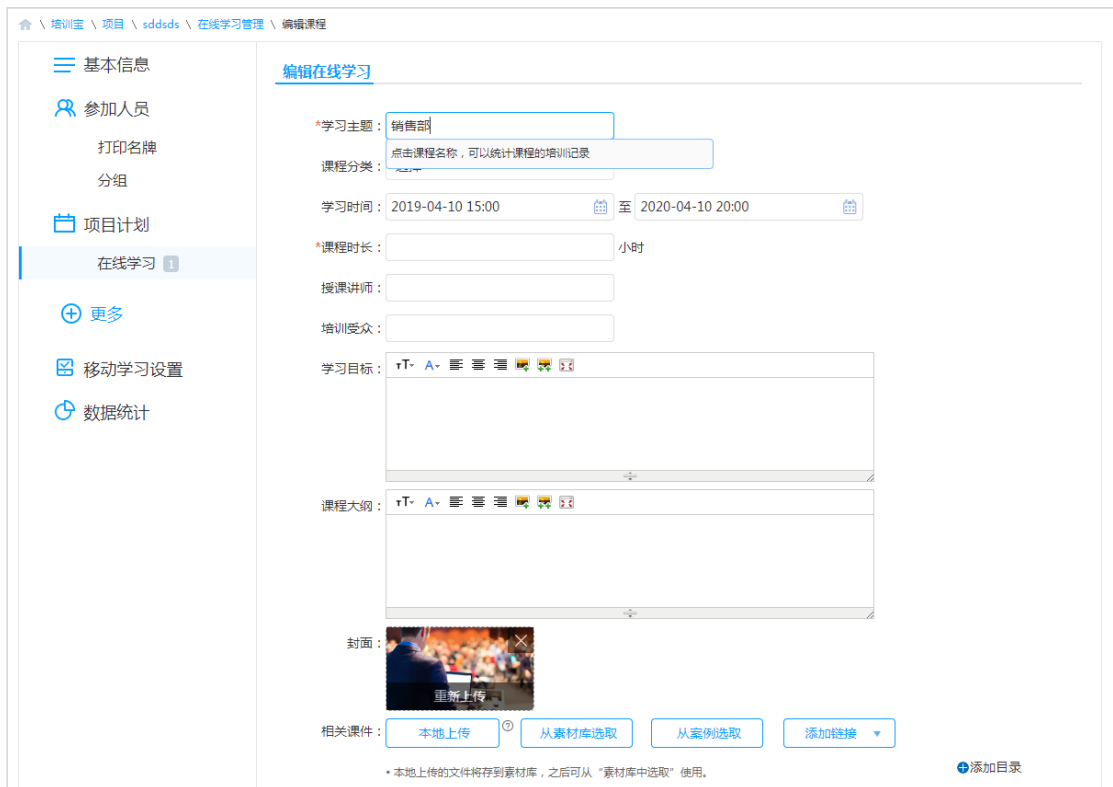 \ 培训宝 \ 项目 \ sddsds \ 在线学习管理 \ 编辑课程
基本信息
参加人员
打印名牌
分组
项目计划
在线学习 1
更多
移动学习设置
数据统计
编辑在线学习
*学习主题： 销售部
点击课程名称，可以统计课程的培训记录
课程分类：
学习时间： 2019-04-10 15:00 至 2020-04-10 20:00
*课程时长： 小时
授课讲师：
培训受众：
学习目标： тT A
课程大纲： тT A
封面：
重新上传
相关课件： 本地上传 ? 从素材库选取 从案例选取 添加链接
• 本地上传的文件将存到素材库，之后可从“素材库中选取”使用。
添加目录